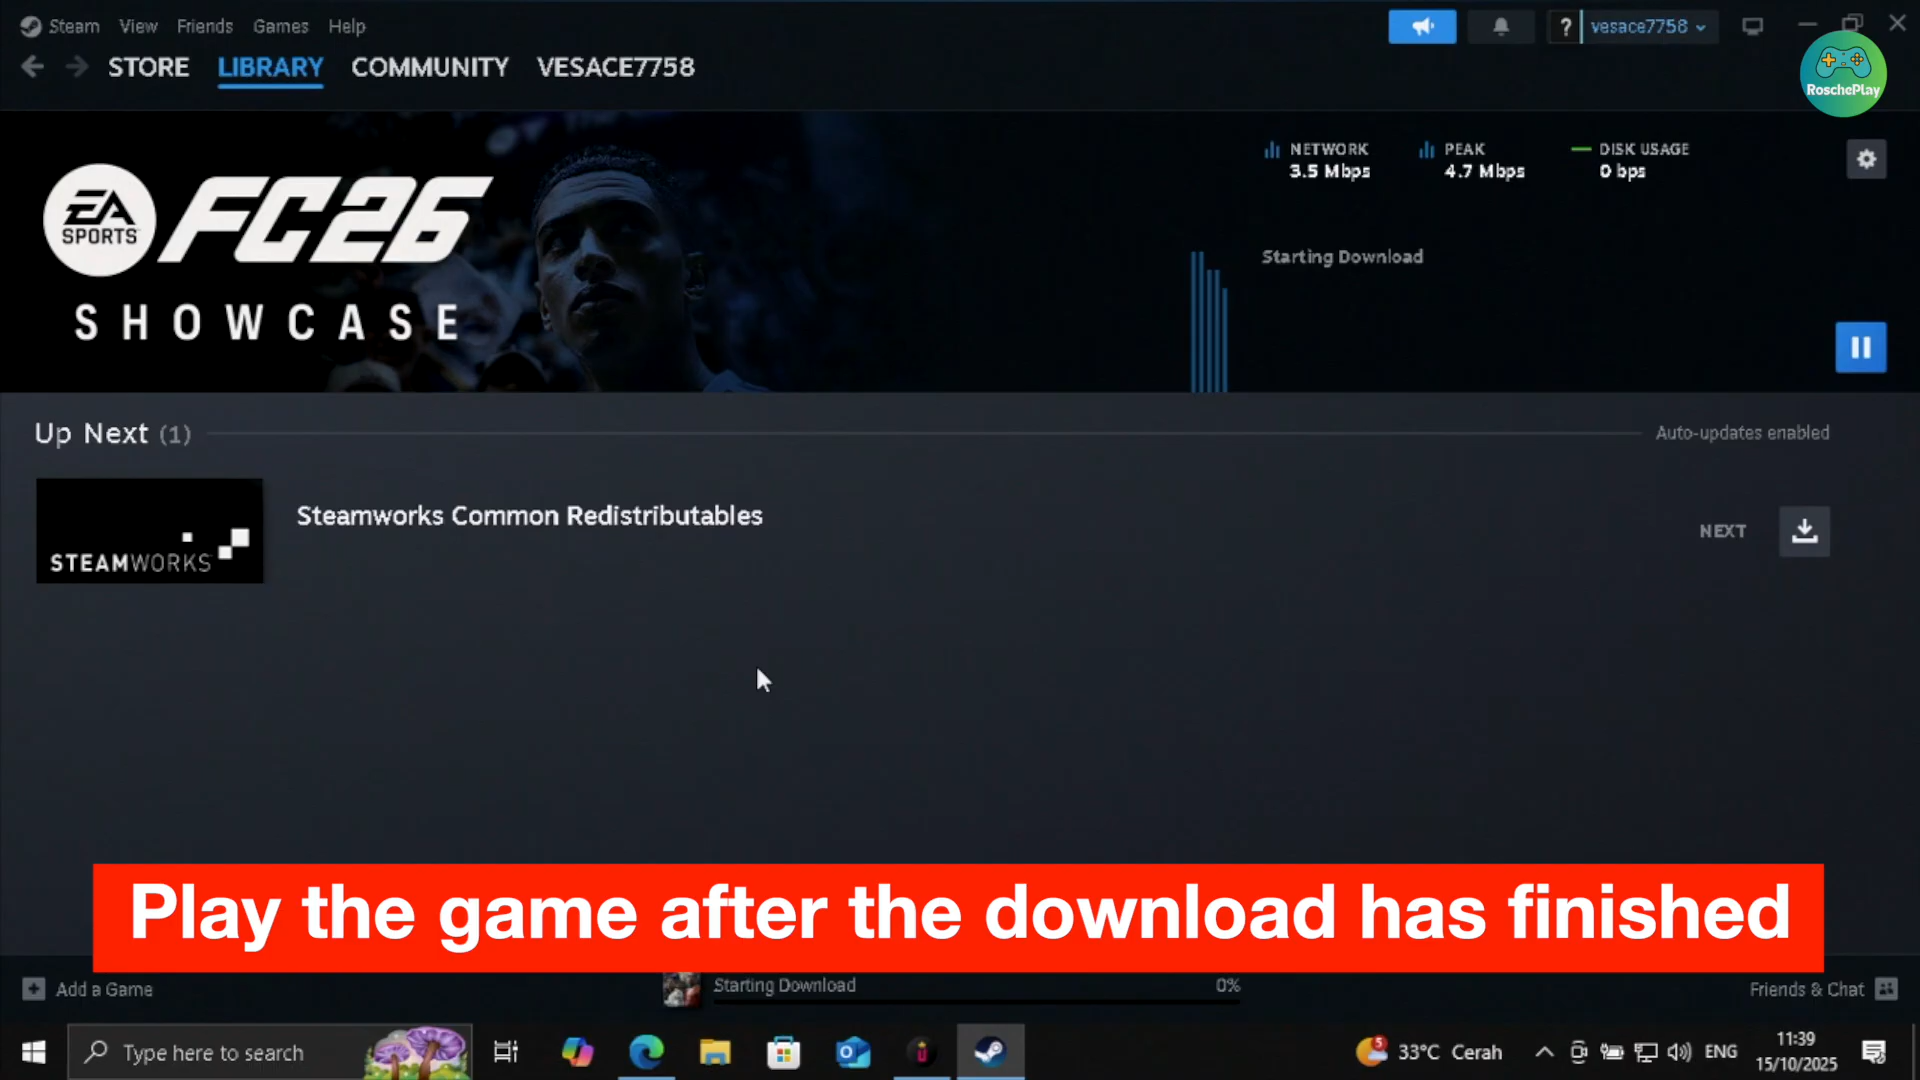 Steam View Friends Games Help
? vesace7758
STORE LIBRARY COMMUNITY VESACE7758
RoschePlay
NETWORK
3.5 Mbps
PEAK
4.7 Mbps
DISK USAGE
0 bps
EA
SPORTS
FC26
SHOWCASE
Starting Download
Up Next (1)
Auto-updates enabled
STEAMWORKS
Steamworks Common Redistributables
NEXT
Play the game after the download has finished
Add a Game
Starting Download 0%
Friends & Chat
Type here to search
5
33°C Cerah
ENG
11:39
15/10/2025